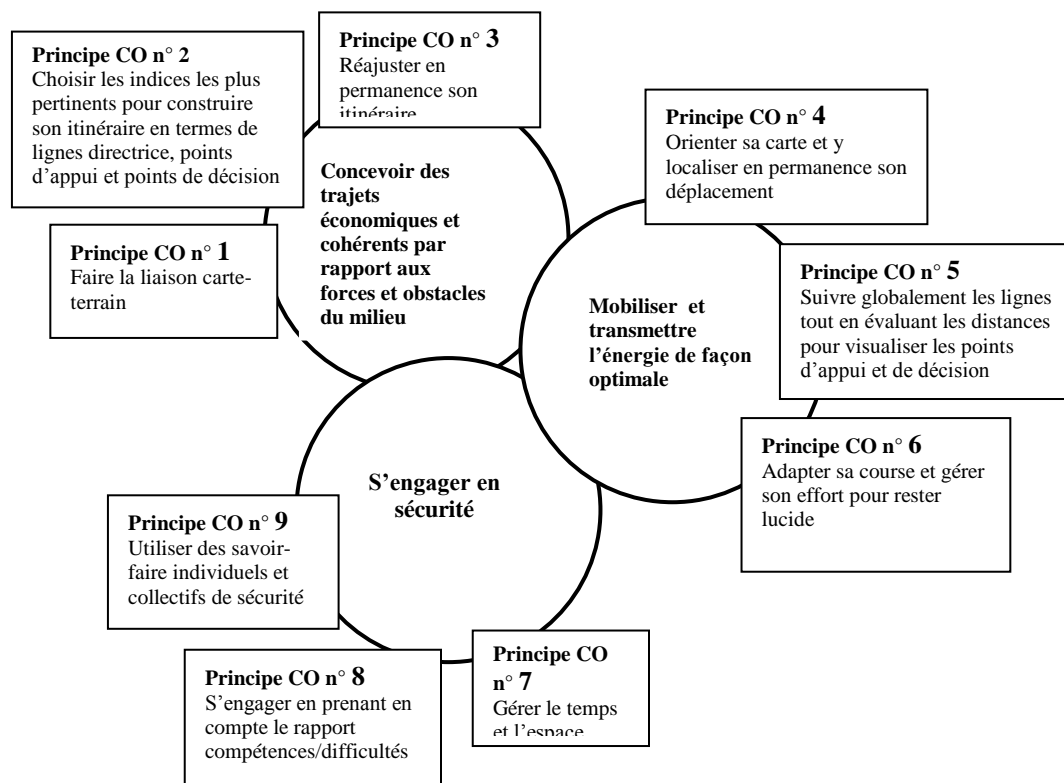 Principe CO n° 2
Choisir les indices les plus
pertinents pour construire
son itinéraire en termes de
lignes directrice, points
d'appui et points de décision
Principe CO n° 3
Réajuster en
permanence son
itinéraire
Principe CO n° 4
Orienter sa carte et y
localiser en permanence son
déplacement
Concevoir des
trajets
économiques et
cohérents par
rapport aux
forces et obstacles
du milieu
Principe CO n° 1
Faire la liaison carte-
terrain
Principe CO n° 5
Suivre globalement les lignes
tout en évaluant les distances
pour visualiser les points
d'appui et de décision
Mobiliser et
transmettre
l'énergie de façon
optimale
Principe CO n° 6
Adapter sa course et gérer
son effort pour rester
lucide
S'engager en
sécurité
Principe CO n° 9
Utiliser des savoir-
faire individuels et
collectifs de sécurité
Principe CO n° 8
S'engager en prenant en
compte le rapport
compétences/difficultés
Principe CO
n° 7
Gérer le temps
et l'espace